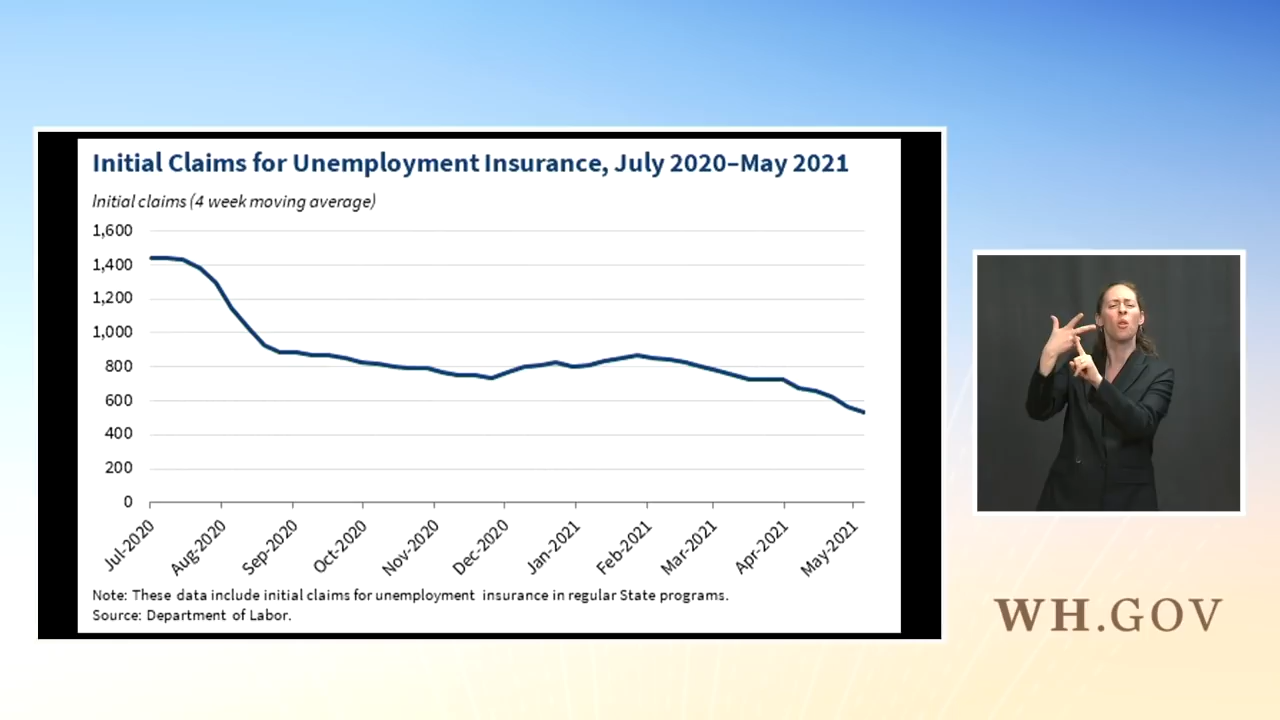 Initial Claims for Unemployment Insurance, July 2020–May 2021
Initial claims (4 week moving average)
1,600
1,400
1,200
1,000
800
600
400
200
0
Jul-2020
Aug-2020
Sep-2020
Oct-2020
Nov-2020
Dec-2020
Jan-2021
Feb-2021
Mar-2021
Apr-2021
May-2021
Note: These data include initial claims for unemployment insurance in regular State programs.
Source: Department of Labor.
WH.GOV